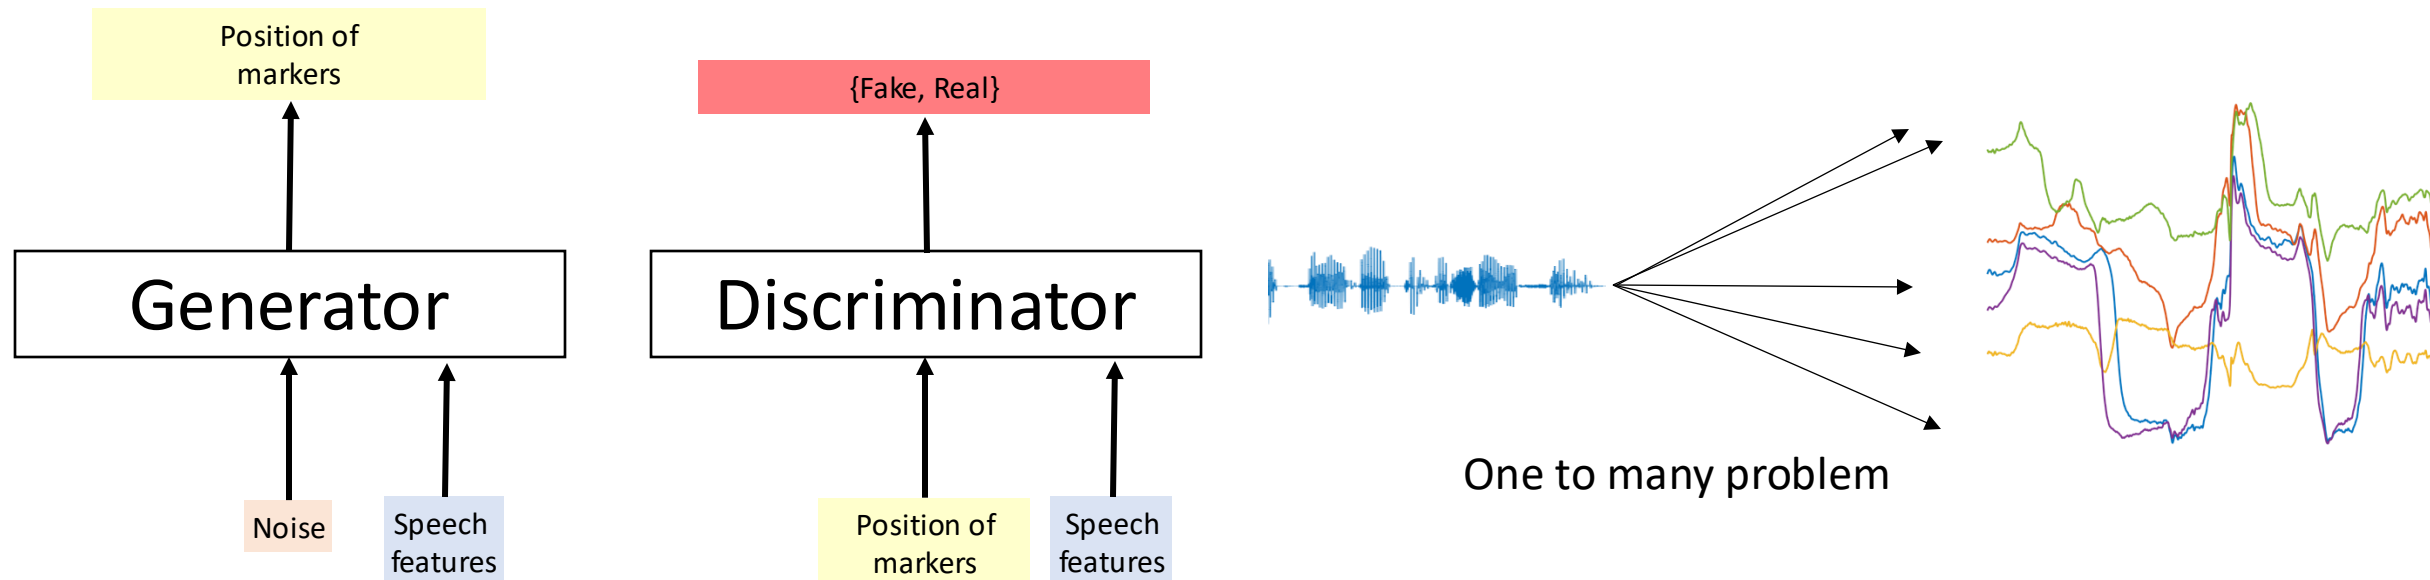 Position of
markers
Generator
Noise
Speech
features
{Fake, Real}
Discriminator
Position of
markers
Speech
features
One to many problem